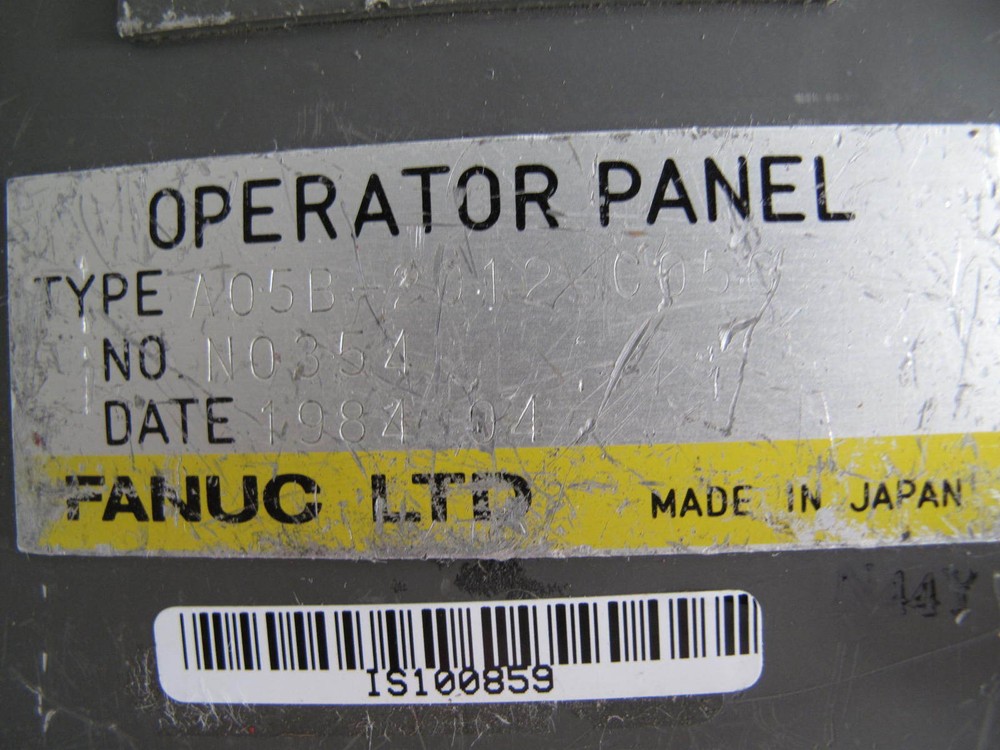 OPERATOR PANEL
TYPE A05B-2012-C05
NO N0354
DATE 1984 04
FANUC LTD MADE IN JAPAN
IS100859